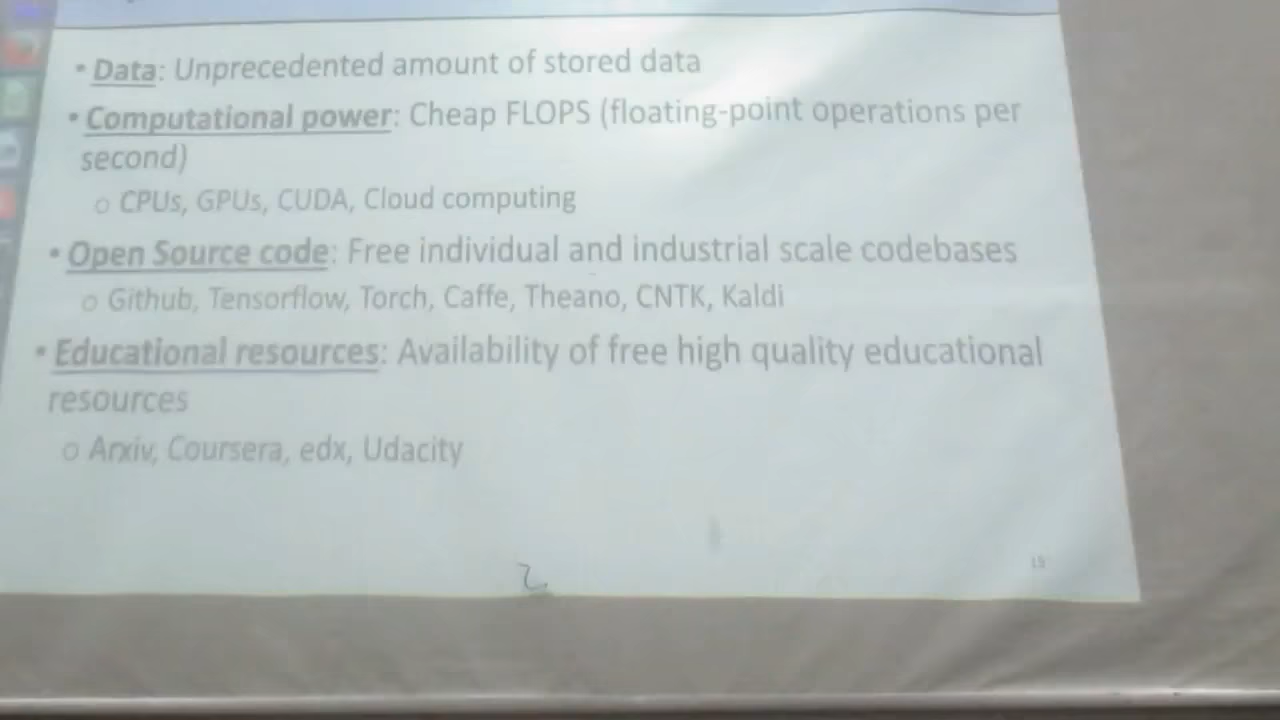 • Data: Unprecedented amount of stored data
• Computational power: Cheap FLOPS (floating-point operations per
second)
o CPUs, GPUs, CUDA, Cloud computing
• Open Source code: Free individual and industrial scale codebases
o Github, Tensorflow, Torch, Caffe, Theano, CNTK, Kaldi
• Educational resources: Availability of free high quality educational
resources
o Arxiv, Coursera, edx, Udacity